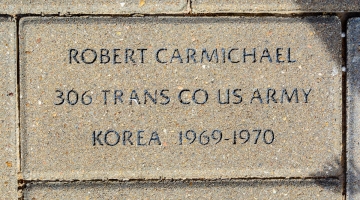 ROBERT CARMICHAEL
306 TRANS CO US ARMY
KOREA 1969-1970